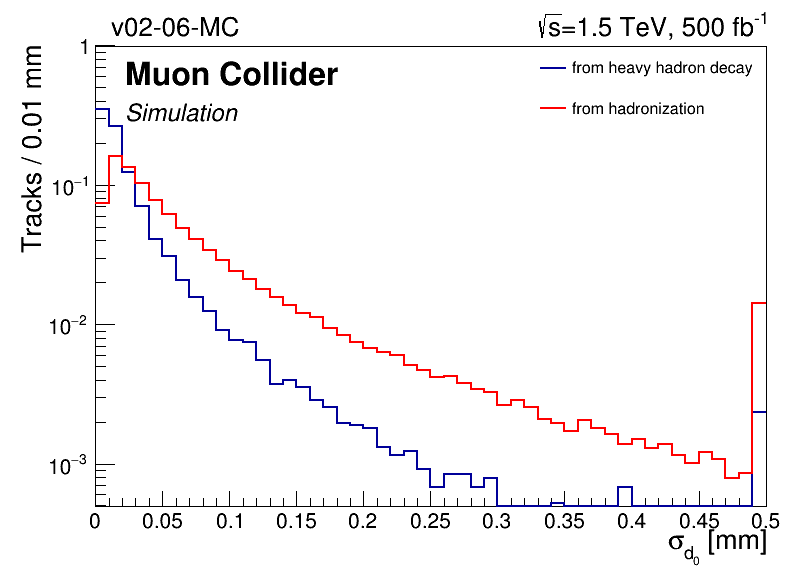 v02-06-MC
√s=1.5 TeV, 500 fb⁻¹
Muon Collider
Simulation
from heavy hadron decay
from hadronization
Tracks / 0.01 mm
1
10⁻¹
10⁻²
10⁻³
0 0.05 0.1 0.15 0.2 0.25 0.3 0.35 0.4 0.45 0.5
σ_d₀ [mm]